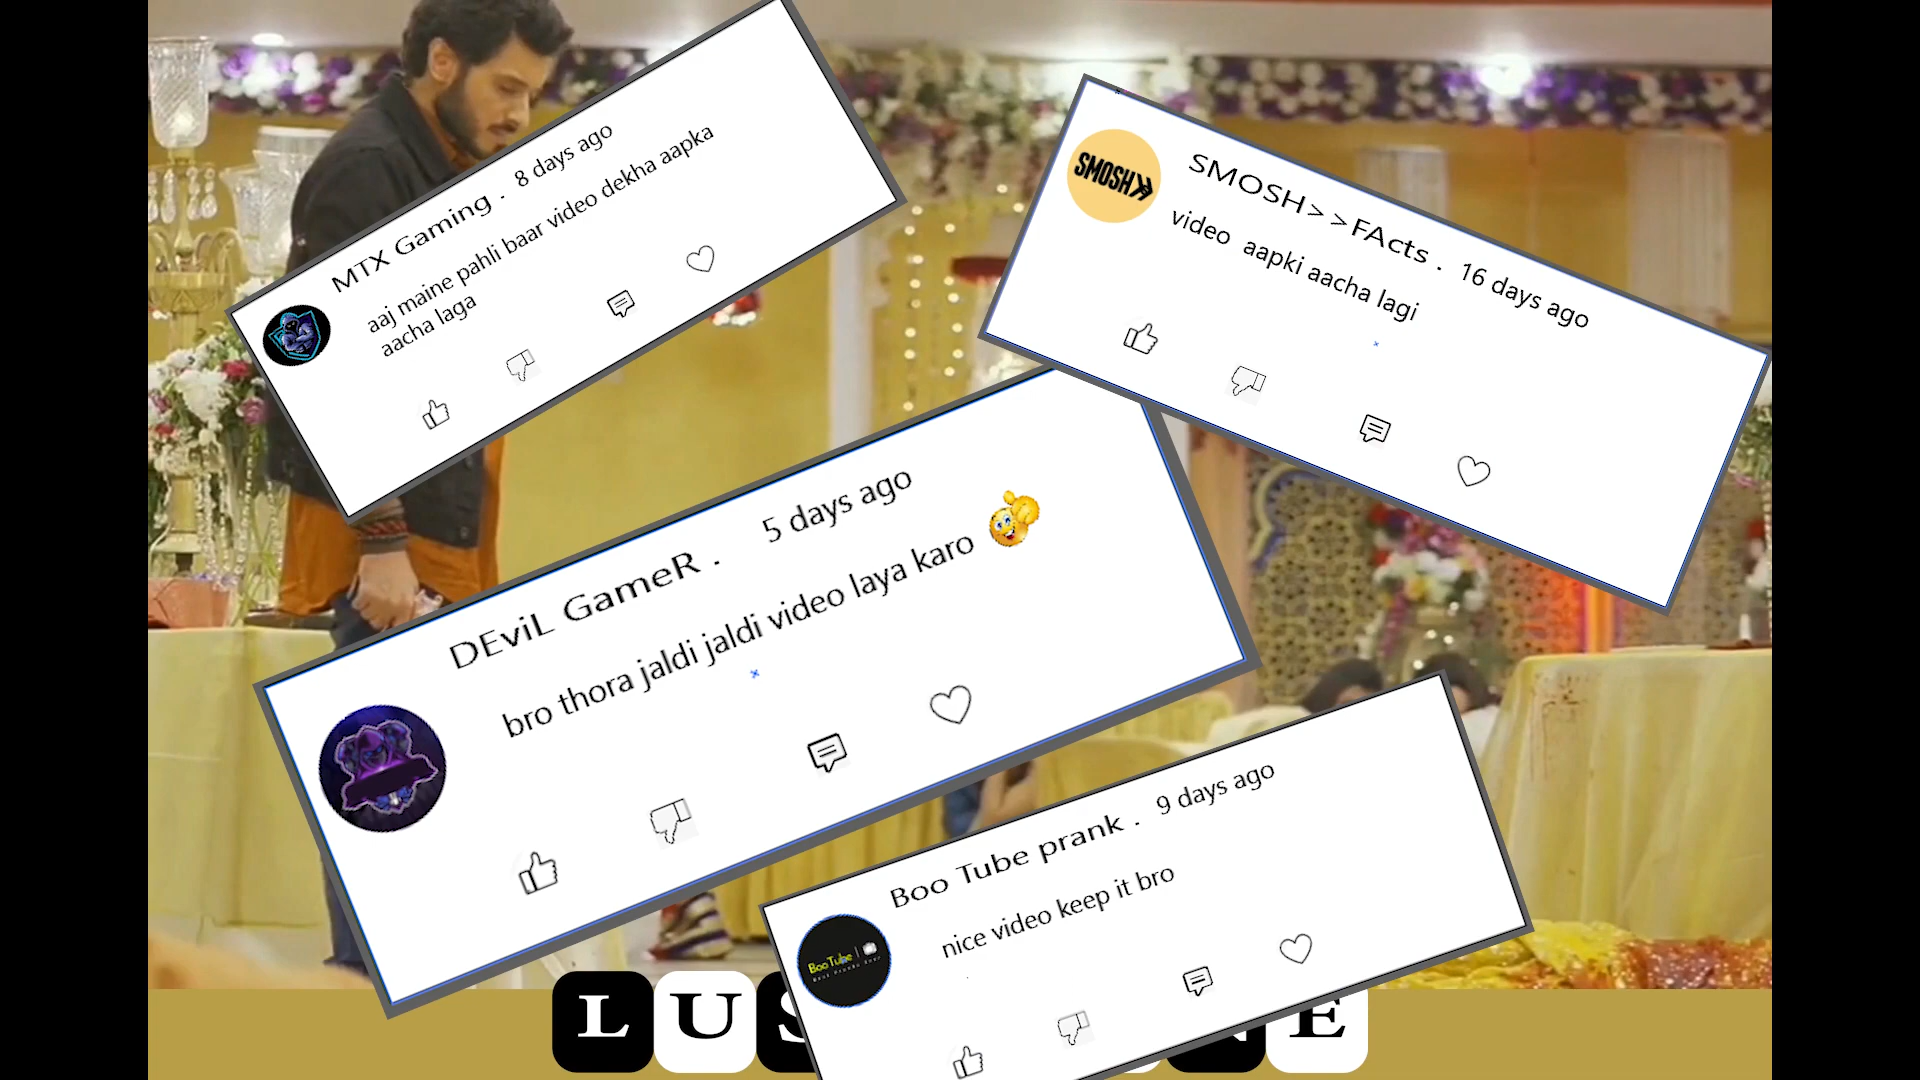 MTX Gaming . 8 days ago
aaj maine pahli baar video dekha aapka
aacha laga
SMOSH>>
SMOSH>>FActs . 16 days ago
video aapki aacha lagi
DEviL GameR . 5 days ago
bro thora jaldi jaldi video laya karo
Boo Tube prank . 9 days ago
nice video keep it bro
BooTube
L U S E